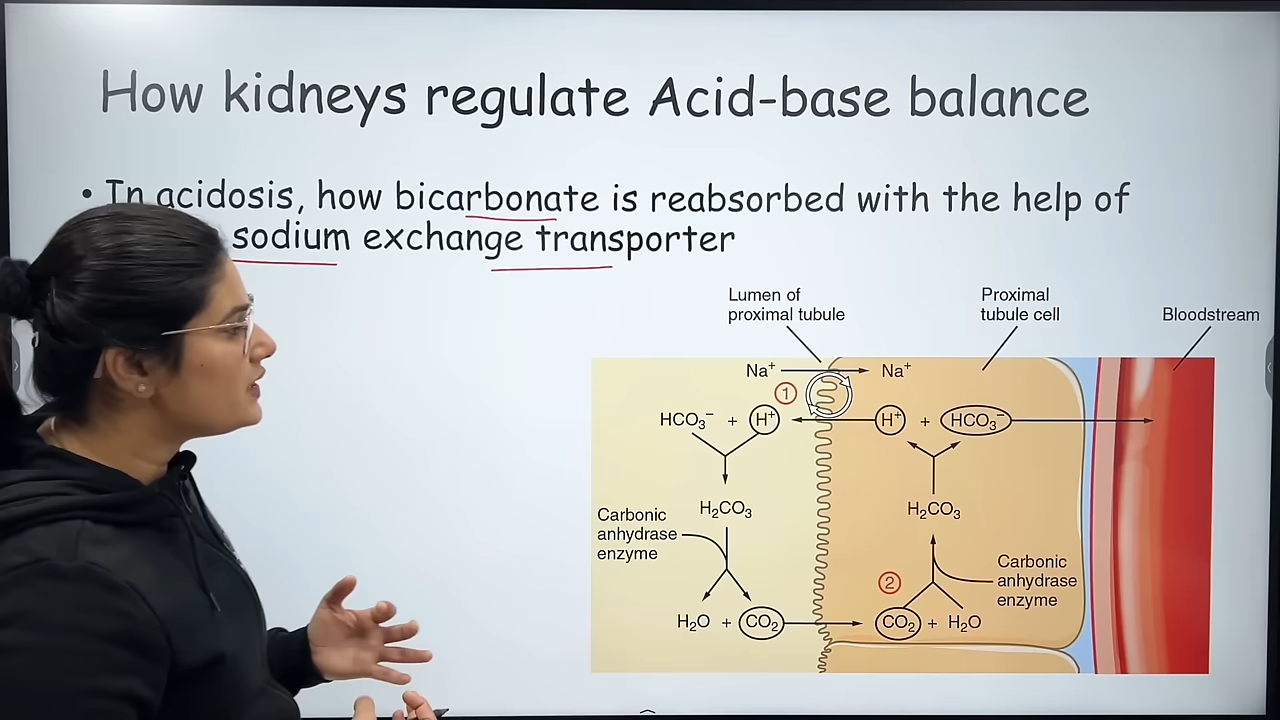 How kidneys regulate Acid-base balance
• In acidosis, how bicarbonate is reabsorbed with the help of
sodium exchange transporter
Lumen of
proximal tubule
Proximal
tubule cell
Bloodstream
Na⁺
Na⁺
1
HCO₃⁻ + H⁺
H⁺ + HCO₃⁻
H₂CO₃
H₂CO₃
Carbonic
anhydrase
enzyme
2
Carbonic
anhydrase
enzyme
H₂O + CO₂
CO₂ + H₂O